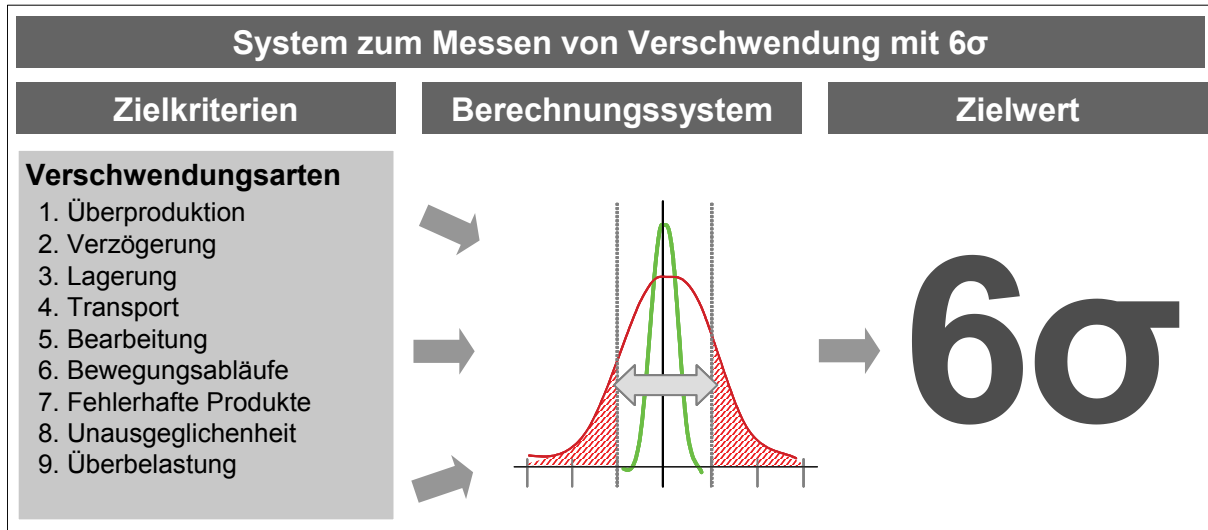 System zum Messen von Verschwendung mit 6σ
Zielkriterien
Berechnungssystem
Zielwert
Verschwendungsarten
1. Überproduktion
2. Verzögerung
3. Lagerung
4. Transport
5. Bearbeitung
6. Bewegungsabläufe
7. Fehlerhafte Produkte
8. Unausgeglichenheit
9. Überbelastung
6σ